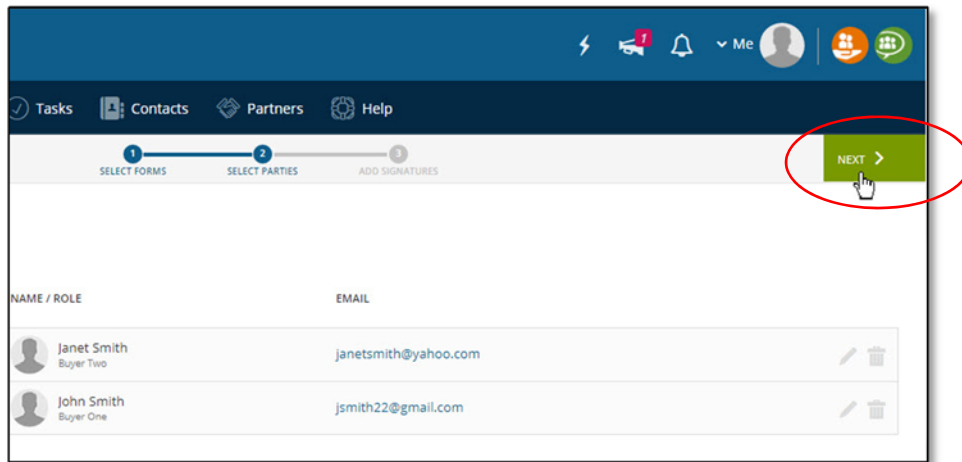 1
Me
Tasks Contacts Partners Help
1 2 3
SELECT FORMS SELECT PARTIES ADD SIGNATURES
NEXT
NAME / ROLE EMAIL
Janet Smith
Buyer Two
janetsmith@yahoo.com
John Smith
Buyer One
jsmith22@gmail.com